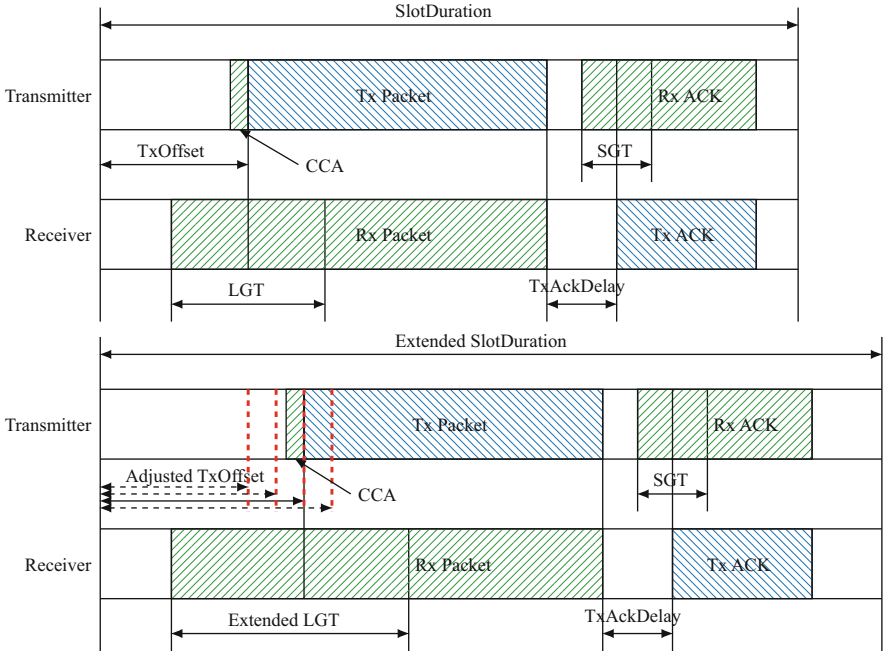 SlotDuration
Transmitter
Tx Packet
Rx ACK
TxOffset
CCA
SGT
Receiver
Rx Packet
Tx ACK
LGT
TxAckDelay
Extended SlotDuration
Transmitter
Tx Packet
Rx ACK
Adjusted TxOffset
CCA
SGT
Receiver
Rx Packet
Tx ACK
Extended LGT
TxAckDelay